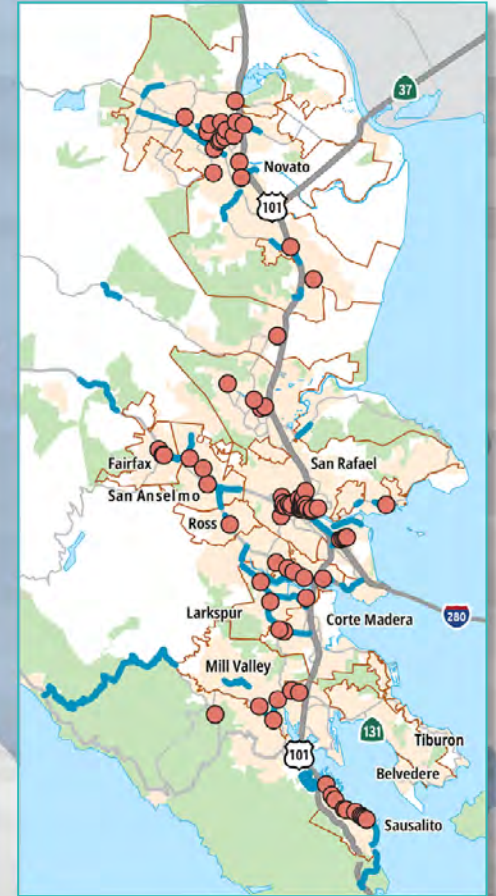 37
Novato
101
San Rafael
Fairfax
San Anselmo
Ross
280
Larkspur
Corte Madera
Mill Valley
131
Tiburon
101
Belvedere
Sausalito